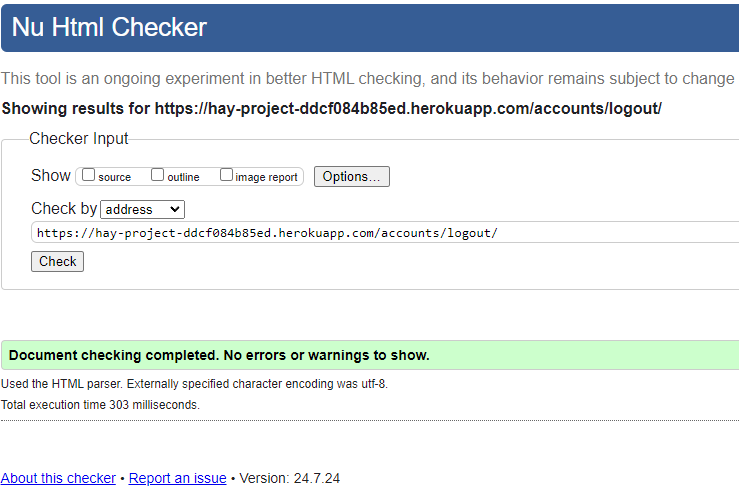 Nu Html Checker
This tool is an ongoing experiment in better HTML checking, and its behavior remains subject to change
Showing results for https://hay-project-ddcf084b85ed.herokuapp.com/accounts/logout/
Checker Input
Show source outline image report Options...
Check by address
https://hay-project-ddcf084b85ed.herokuapp.com/accounts/logout/
Check
Document checking completed. No errors or warnings to show.
Used the HTML parser. Externally specified character encoding was utf-8.
Total execution time 303 milliseconds.
About this checker • Report an issue • Version: 24.7.24